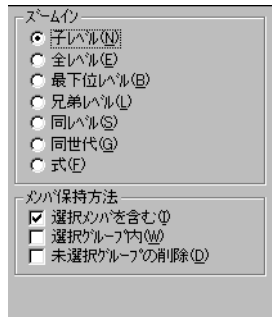 ｽﾞｰﾑｲﾝ
子ﾚﾍﾞﾙ(N)
全ﾚﾍﾞﾙ(E)
最下位ﾚﾍﾞﾙ(B)
兄弟ﾚﾍﾞﾙ(L)
同ﾚﾍﾞﾙ(S)
同世代(G)
式(F)
ﾒﾝﾊﾞ保持方法
選択ﾒﾝﾊﾞを含む(I)
選択ｸﾞﾙｰﾌﾟ内(W)
未選択ｸﾞﾙｰﾌﾟの削除(D)